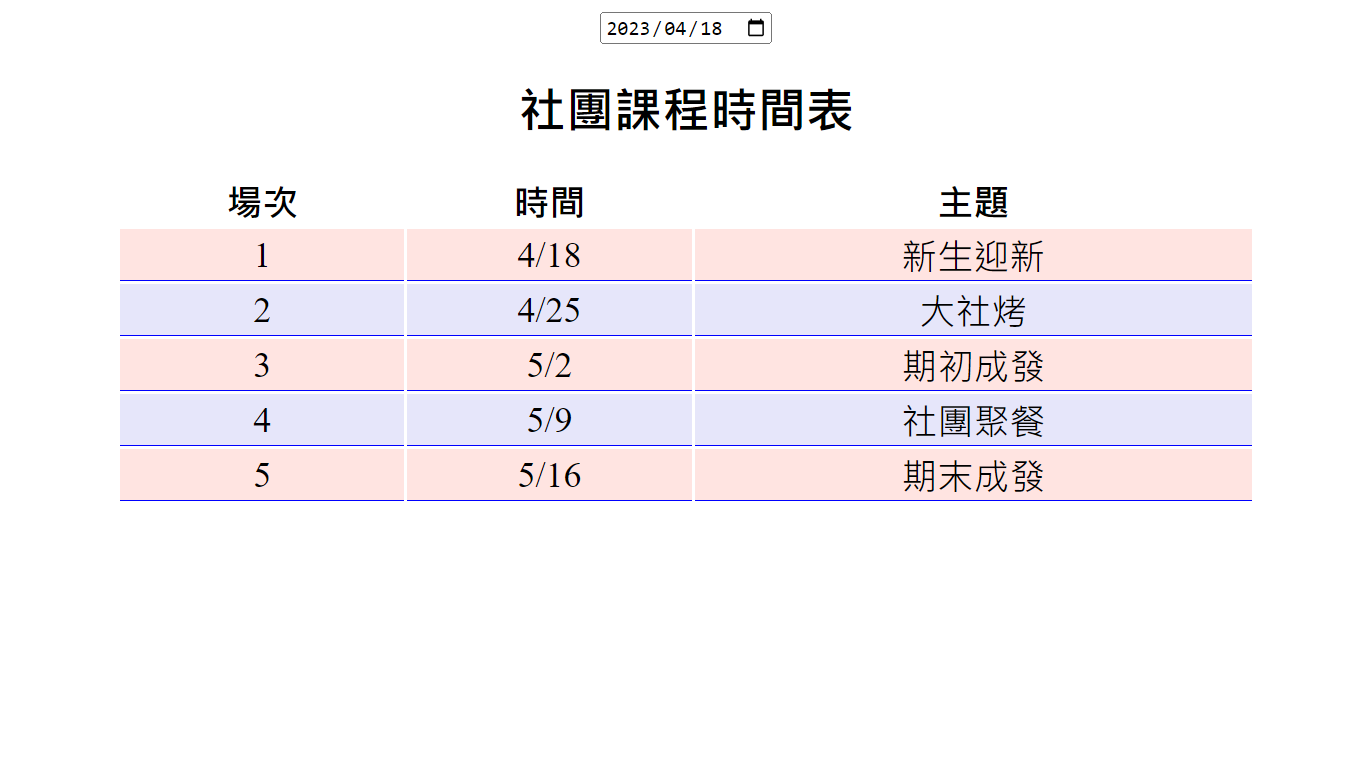 2023/04/18
社團課程時間表
場次 時間 主題
1 4/18 新生迎新
2 4/25 大社烤
3 5/2 期初成發
4 5/9 社團聚餐
5 5/16 期末成發